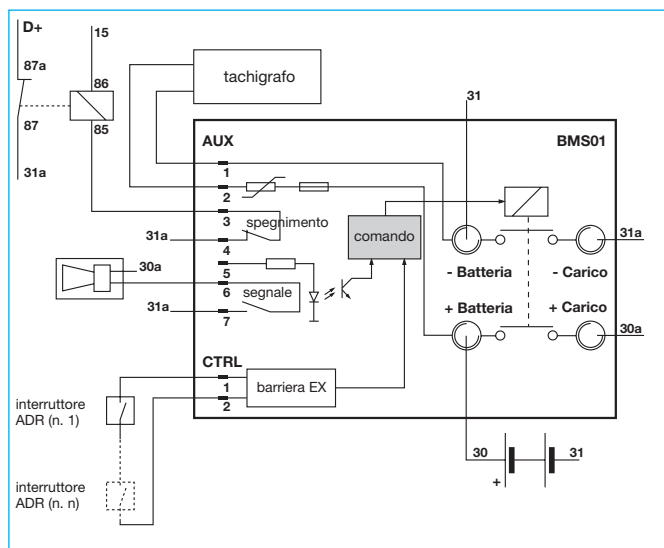 D+
15
87a
86
87
85
31a
tachigrafo
31
AUX
BMS01
1
2
3
spegnimento
31a
4
5
30a
6
segnale
31a
7
comando
31a
- Batteria
- Carico
+ Batteria
+ Carico
30a
CTRL
1
2
barriera EX
interruttore
ADR (n. 1)
interruttore
ADR (n. n)
30
31
+